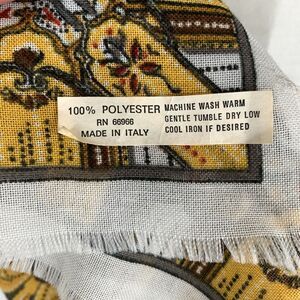 100% POLYESTER
RN 66966
MADE IN ITALY
MACHINE WASH WARM
GENTLE TUMBLE DRY LOW
COOL IRON IF DESIRED